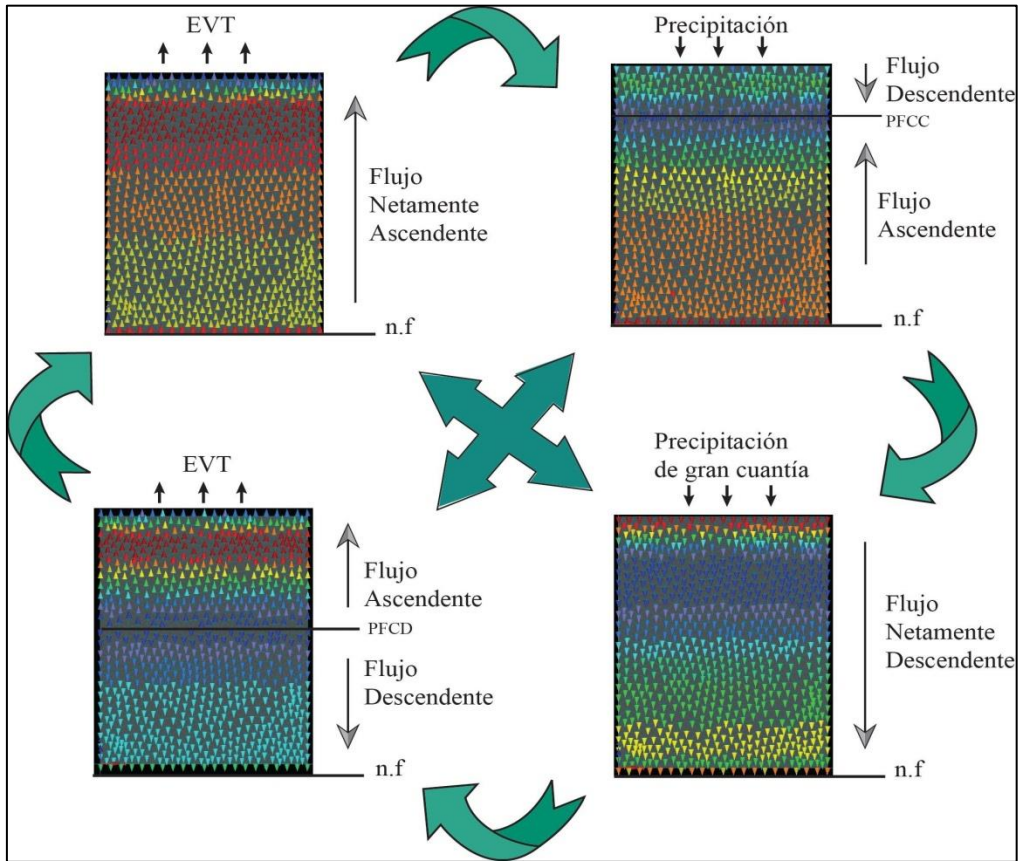 EVT
Flujo
Netamente
Ascendente
n.f
Precipitación
Flujo
Descendente
PFCC
Flujo
Ascendente
n.f
EVT
Flujo
Ascendente
PFCD
Flujo
Descendente
n.f
Precipitación
de gran cuantía
Flujo
Netamente
Descendente
n.f